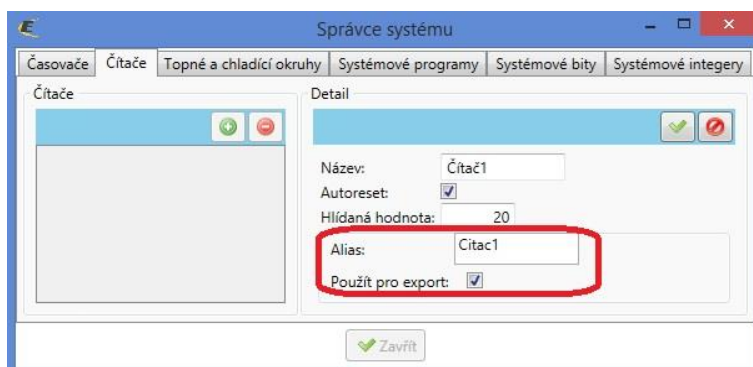 Správce systému
Časovače Čítače Topné a chladící okruhy Systémové programy Systémové bity Systémové integery
Čítače
Detail
Název: Čítač1
Autoreset:
Hlídaná hodnota: 20
Alias: Citac1
Použít pro export:
Zavřít